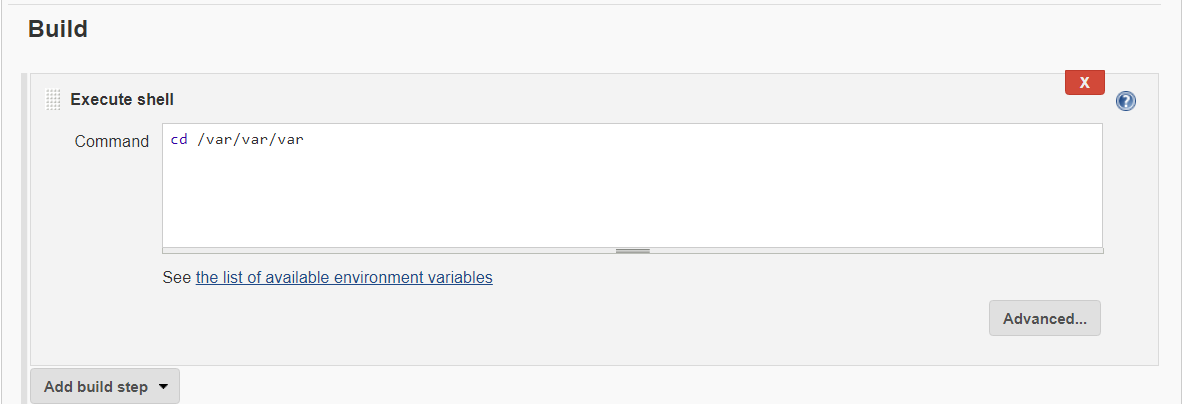 Build
X
Execute shell
?
Command
cd /var/var/var
See the list of available environment variables
Advanced...
Add build step